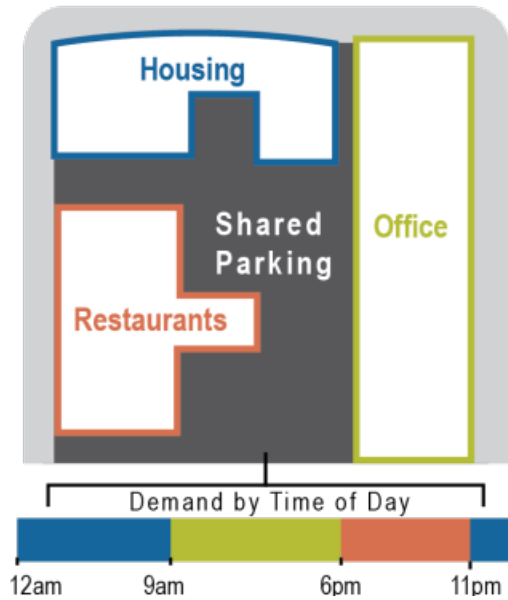 Housing
Shared
Parking
Office
Restaurants
Demand by Time of Day
12am 9am 6pm 11pm